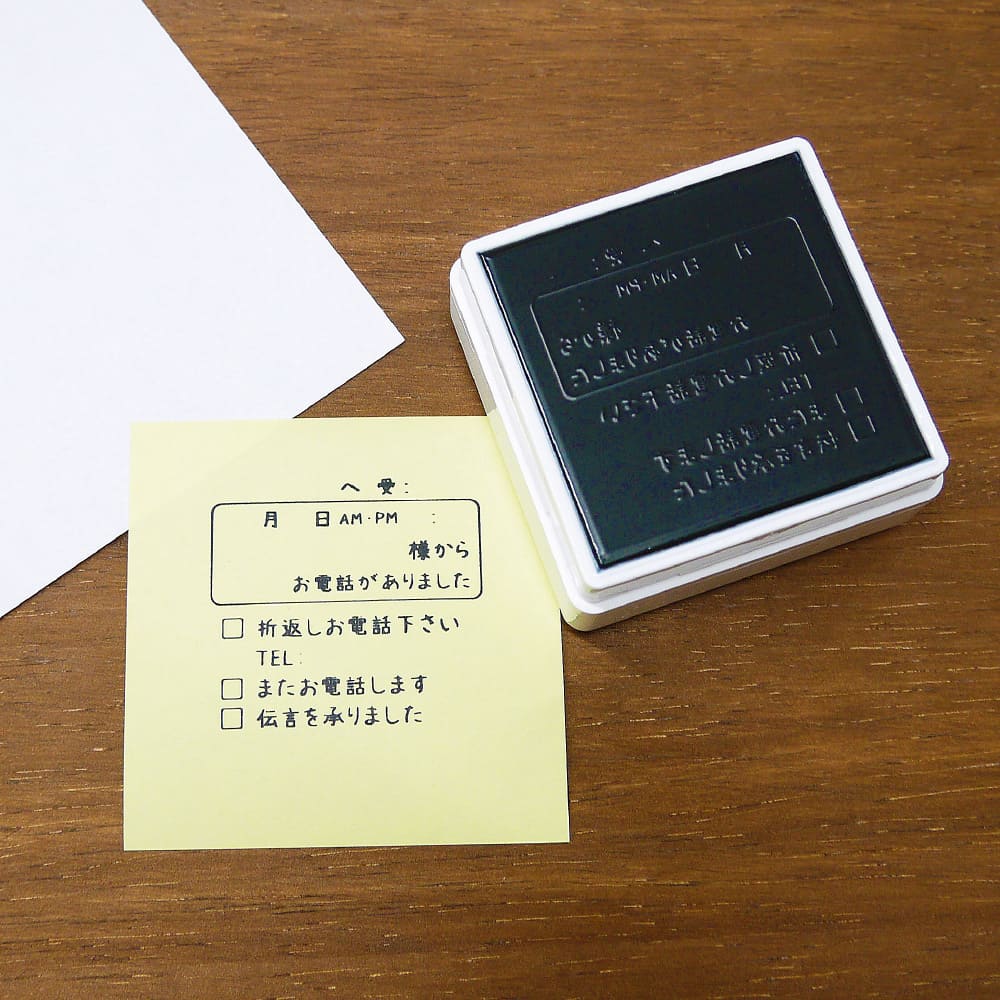 へ 受:
月 日 AM·PM :
様から
お電話がありました
□ 折返しお電話下さい
TEL:
□ またお電話します
□ 伝言を承りました